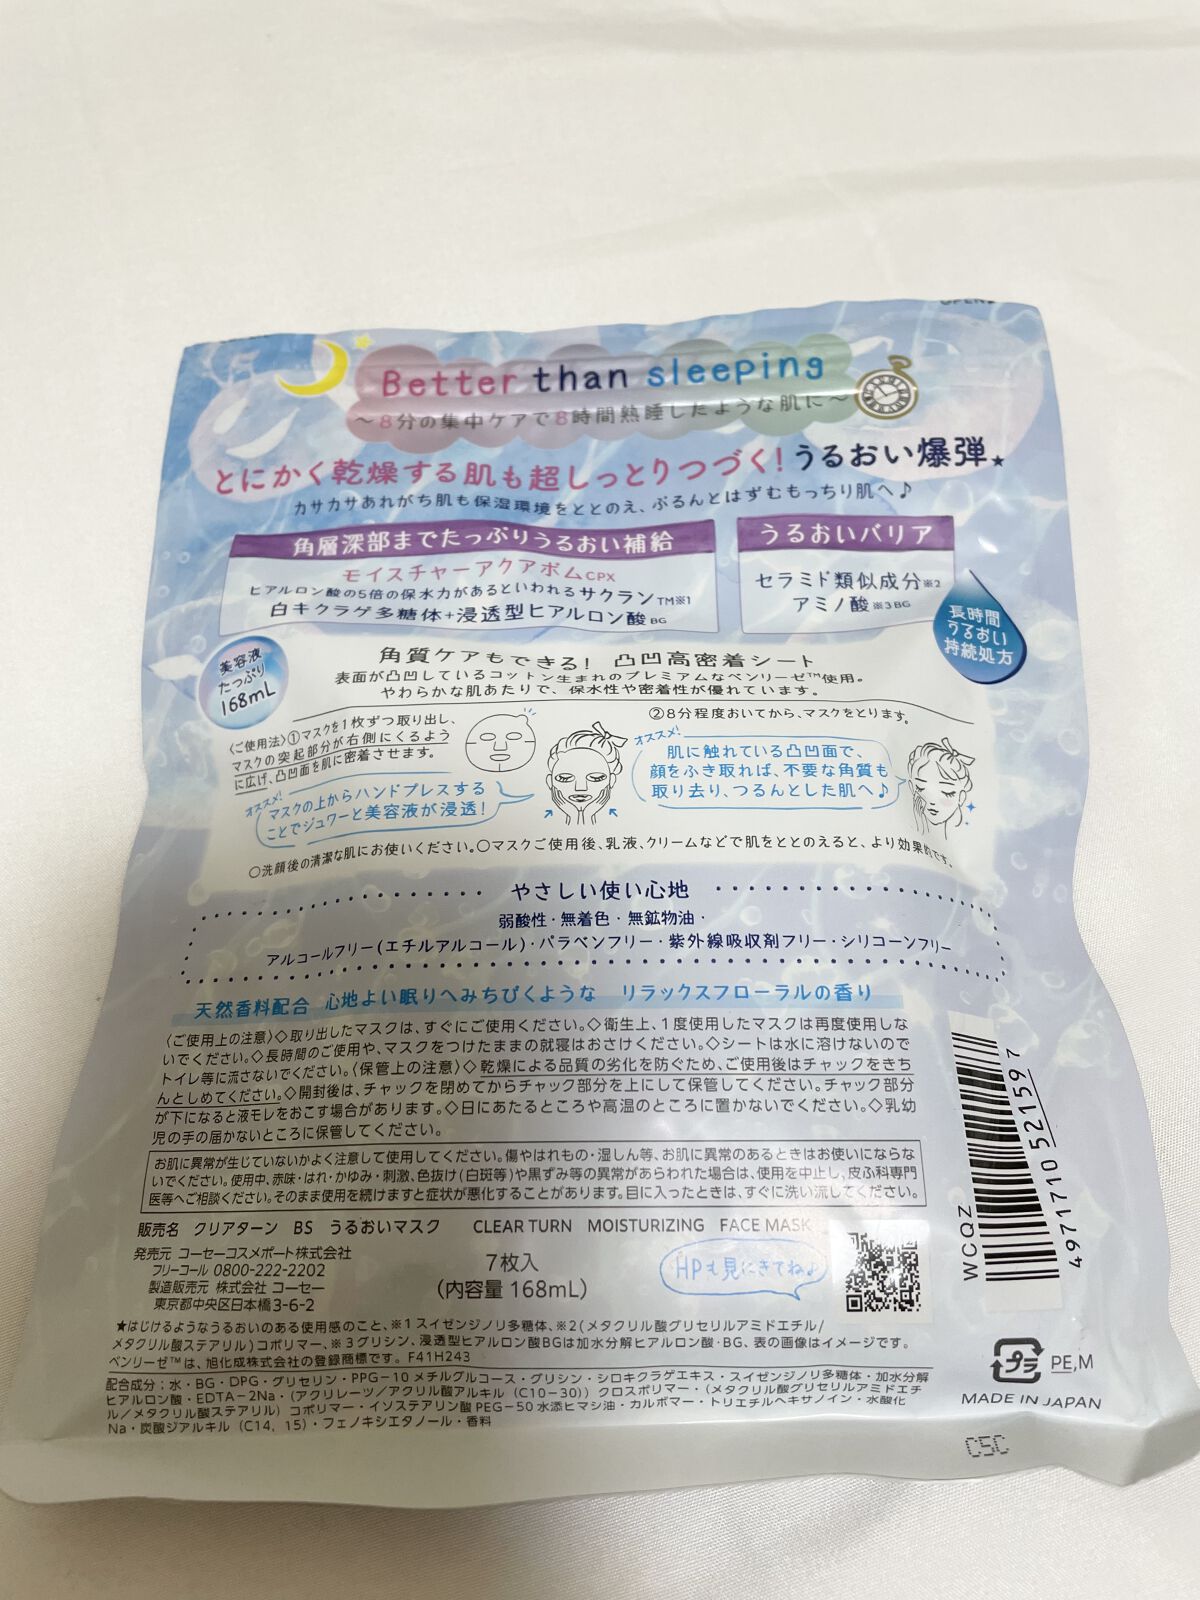 Better than sleeping
～8分の集中ケアで8時間熟睡したような肌に～
とにかく乾燥する肌も超しっとりつづく!うるおい爆弾★
カサカサあれがち肌も保湿環境をととのえ、ぷるんとはずむもっちり肌へ♪
角層深部までたっぷりうるおい補給
モイスチャーアクアボムCPX
ヒアルロン酸の5倍の保水力があるといわれるサクラン™※1
白キクラゲ多糖体+浸透型ヒアルロン酸BG
うるおいバリア
セラミド類似成分※2
アミノ酸※3BG
長時間
うるおい
持続処方
美容液
たっぷり
168mL
角質ケアもできる! 凸凹高密着シート
表面が凸凹しているコットン生まれのプレミアムなベンリーゼ™使用。
やわらかな肌あたりで、保水性や密着性が優れています。
〈ご使用法〉①マスクを1枚ずつ取り出し、
マスクの突起部分が右側にくるよう
に広げ、凸凹面を肌に密着させます。
オススメ!
マスクの上からハンドプレスする
ことでジュワーと美容液が浸透!
②8分程度おいてから、マスクをとります。
オススメ!
肌に触れている凸凹面で、
顔をふき取れば、不要な角質も
取り去り、つるんとした肌へ♪
○洗顔後の清潔な肌にお使いください。○マスクご使用後、乳液、クリームなどで肌をととのえると、より効果的です。
やさしい使い心地
弱酸性・無着色・無鉱物油・
アルコールフリー(エチルアルコール)・パラベンフリー・紫外線吸収剤フリー・シリコーンフリー
天然香料配合 心地よい眠りへみちびくような リラックスフローラルの香り
〈ご使用上の注意〉◇取り出したマスクは、すぐにご使用ください。◇衛生上、1度使用したマスクは再度使用しな
いでください。◇長時間のご使用や、マスクをつけたままの就寝はおさけください。◇シートは水に溶けないので
トイレ等に流さないでください。〈保管上の注意〉◇乾燥による品質の劣化を防ぐため、ご使用後はチャックをきち
んとしめてください。◇開封後は、チャックを閉めてからチャック部分を上にして保管してください。チャック部分
が下になると液モレをおこす場合があります。◇日にあたるところや高温のところに置かないでください。◇乳幼
児の手の届かないところに保管してください。
お肌に異常が生じていないかよく注意して使用してください。傷やはれもの・湿しん等、お肌に異常のあるときはお使いにならな
いでください。使用中、赤味・はれ・かゆみ・刺激、色抜け(白斑等)や黒ずみ等の異常があらわれた場合は、使用を中止し、皮ふ科専門
医等へご相談ください。そのまま使用を続けますと症状が悪化することがあります。目に入ったときは、すぐに洗い流してください。
販売名 クリアターン BS うるおいマスク CLEAR TURN MOISTURIZING FACE MASK
発売元 コーセーコスメポート株式会社
フリーコール 0800-222-2202
製造販売元 株式会社 コーセー
東京都中央区日本橋3-6-2
7枚入
(内容量 168mL)
HPも見にきてね♪
★はじけるようなうるおいのある使用感のこと、※1 スイゼンジノリ多糖体、※2(メタクリル酸グリセリルアミドエチル/
メタクリル酸ステアリル)コポリマー、※3グリシン、浸透型ヒアルロン酸BGは加水分解ヒアルロン酸・BG、表の画像はイメージです。
ベンリーゼ™は、旭化成株式会社の登録商標です。 F41H243
配合成分:水・BG・DPG・グリセリン・PPG-10メチルグルコース・グリシン・シロキクラゲエキス・スイゼンジノリ多糖体・加水分解
ヒアルロン酸・EDTA-2Na・(アクリレーツ/アクリル酸アルキル(C10-30))クロスポリマー・(メタクリル酸グリセリルアミドエチ
ル/メタクリル酸ステアリル)コポリマー・イソステアリン酸PEG-50水添ヒマシ油・カルボマー・トリエチルヘキサノイン・水酸化
Na・炭酸ジアルキル(C14,15)・フェノキシエタノール・香料
WCQZ
4971710521597
プラ PE,M
MADE IN JAPAN
C5C